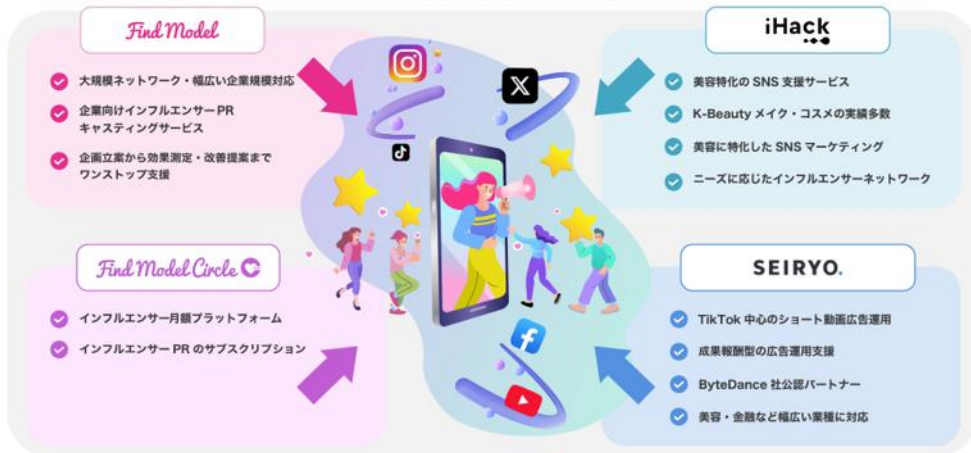 Find Model
大規模ネットワーク・幅広い企業規模対応
企業向けインフルエンサー PR
キャスティングサービス
企画立案から効果測定・改善提案まで
ワンストップ支援
iHack
美容特化の SNS 支援サービス
K-Beauty メイク・コスメの実績多数
美容に特化した SNS マーケティング
ニーズに応じたインフルエンサーネットワーク
Find Model Circle
インフルエンサー月額プラットフォーム
インフルエンサー PR のサブスクリプション
SEIRYO.
TikTok 中心のショート動画広告運用
成果報酬型の広告運用支援
ByteDance 社公認パートナー
美容・金融など幅広い業種に対応